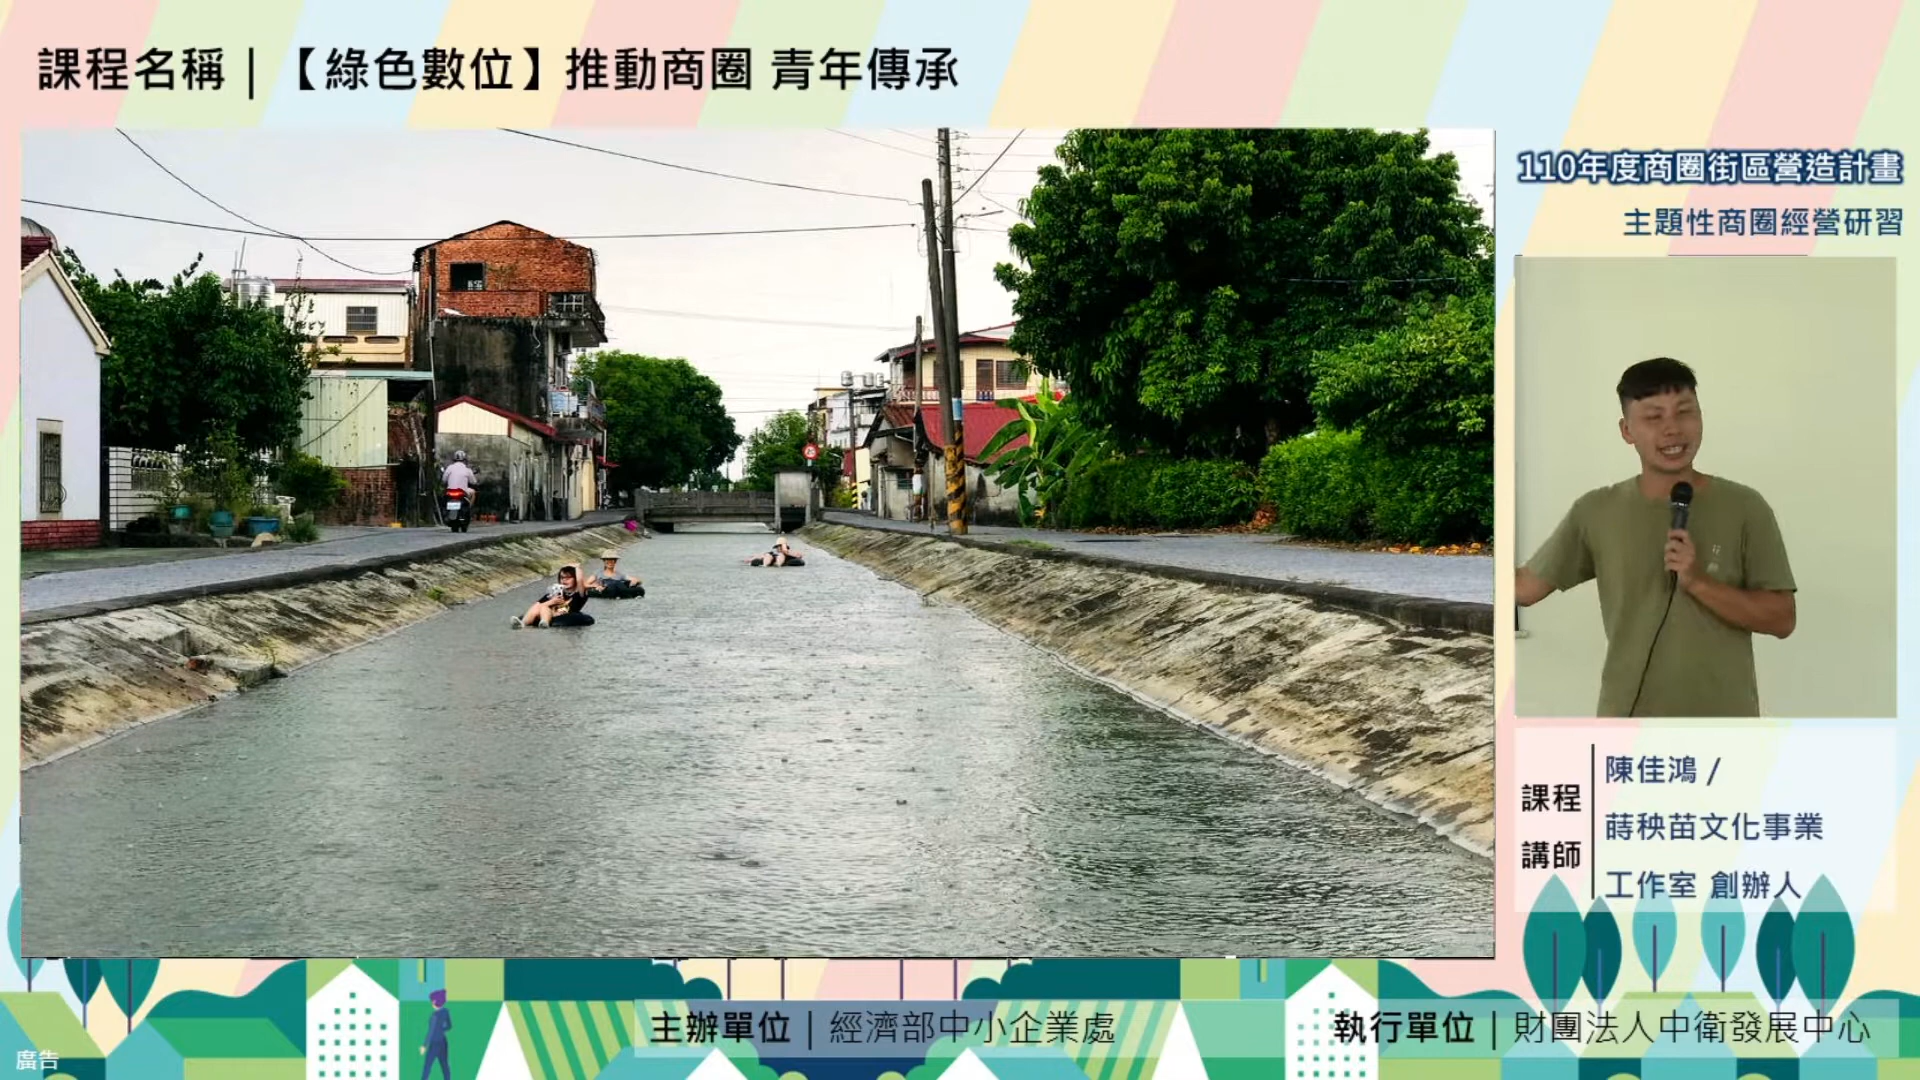 課程名稱｜【綠色數位】推動商圈 青年傳承
110年度商圈街區營造計畫
主題性商圈經營研習
課程
講師
陳佳鴻 /
蒔秧苗文化事業
工作室 創辦人
主辦單位｜經濟部中小企業處
執行單位｜財團法人中衛發展中心
廣告